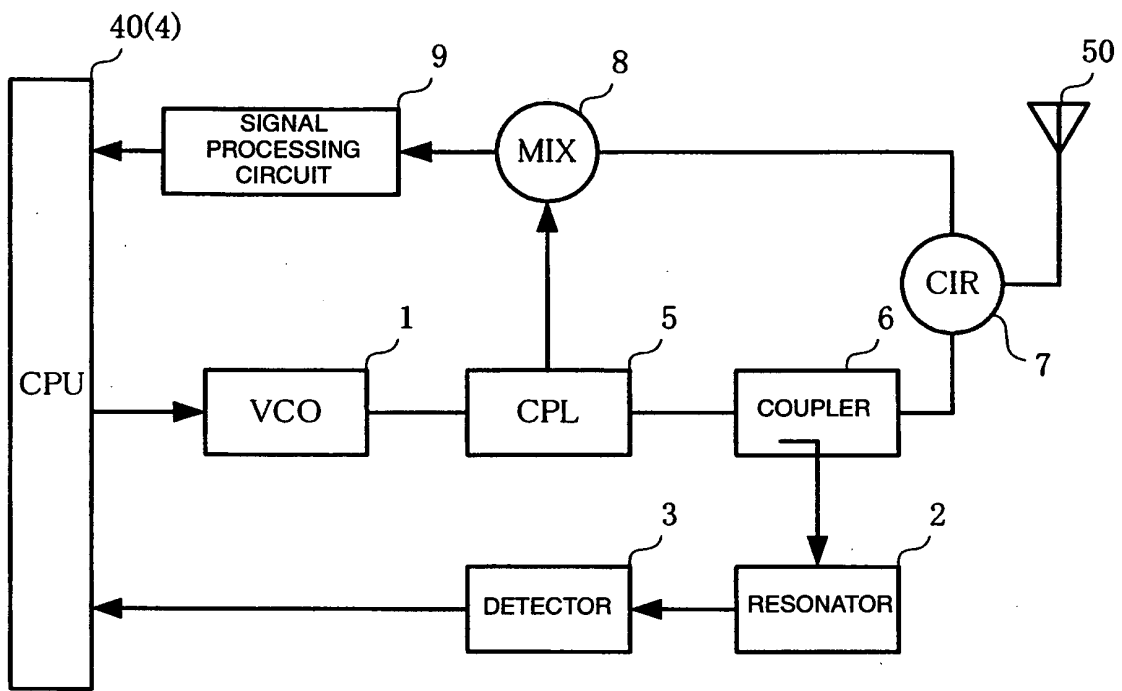 40(4)
9
8
50
SIGNAL
PROCESSING
CIRCUIT
MIX
CIR
7
1
5
6
CPU
VCO
CPL
COUPLER
3
2
DETECTOR
RESONATOR